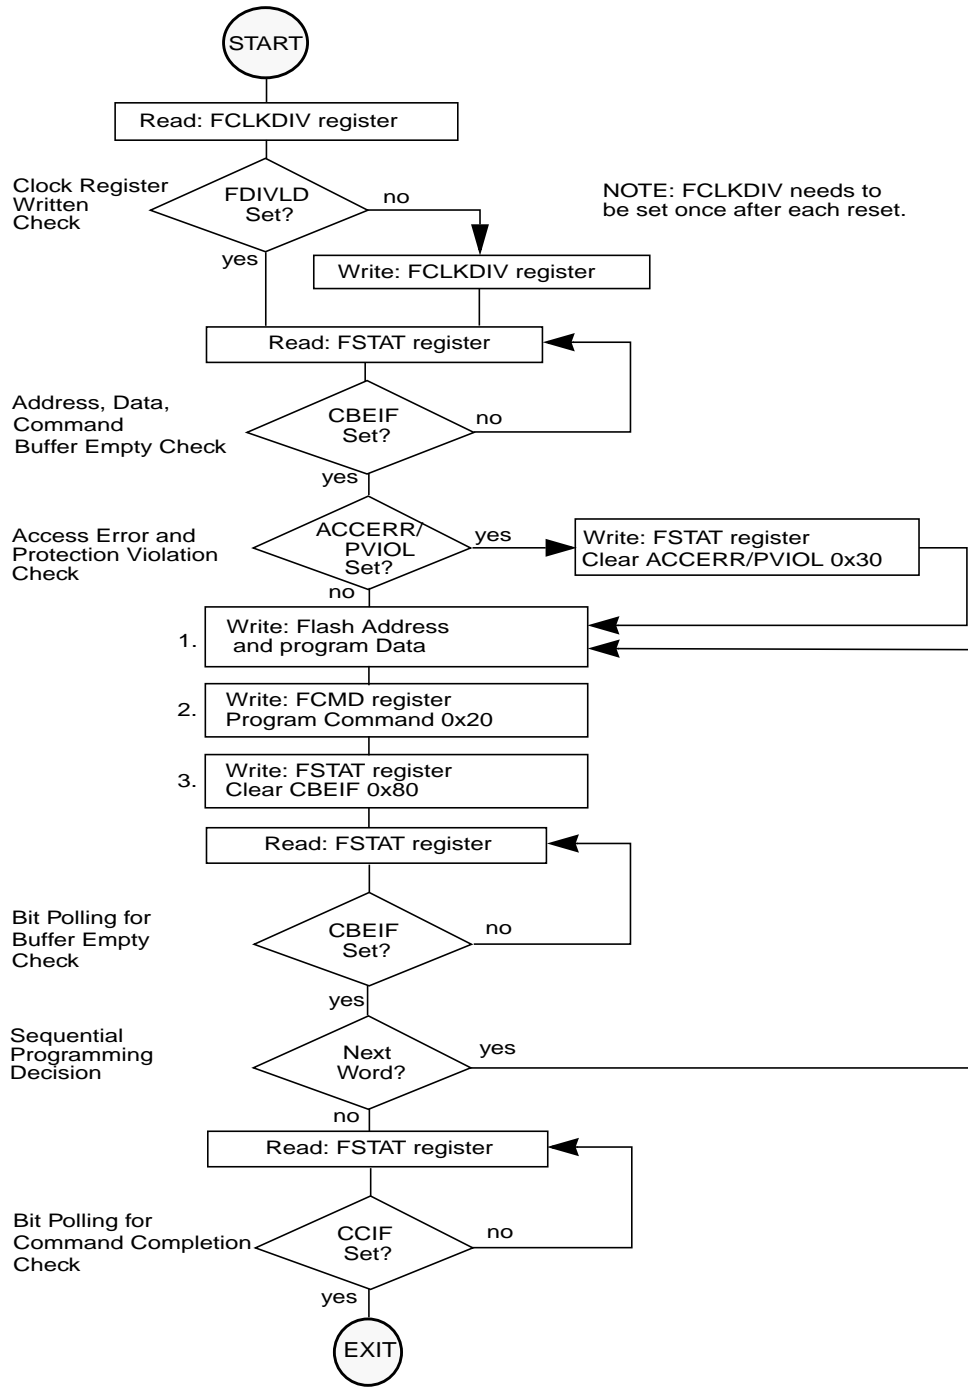 START
Read: FCLKDIV register
Clock Register
Written
Check
FDIVLD
Set?
no
yes
NOTE: FCLKDIV needs to
be set once after each reset.
Write: FCLKDIV register
Read: FSTAT register
Address, Data,
Command
Buffer Empty Check
CBEIF
Set?
no
yes
Access Error and
Protection Violation
Check
ACCERR/
PVIOL
Set?
yes
no
Write: FSTAT register
Clear ACCERR/PVIOL 0x30
1.
Write: Flash Address
and program Data
2.
Write: FCMD register
Program Command 0x20
3.
Write: FSTAT register
Clear CBEIF 0x80
Read: FSTAT register
Bit Polling for
Buffer Empty
Check
CBEIF
Set?
no
yes
Sequential
Programming
Decision
Next
Word?
yes
no
Read: FSTAT register
Bit Polling for
Command Completion
Check
CCIF
Set?
no
yes
EXIT